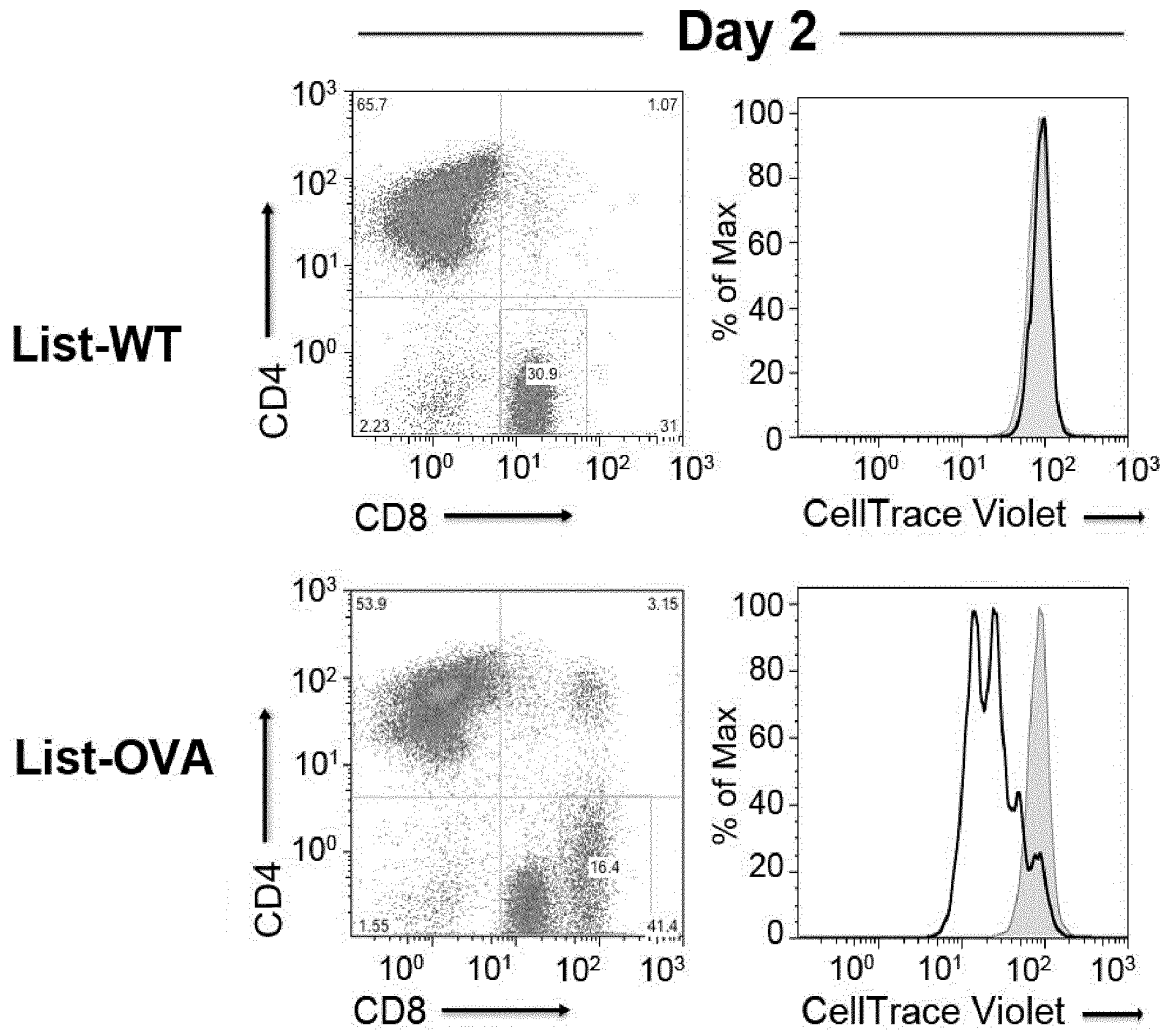 Day 2
List-WT
10³
10²
10¹
10⁰
CD4
65.7
1.07
30.9
2.23
31
10⁰ 10¹ 10² 10³
CD8
% of Max
100
80
60
40
20
0
10⁰ 10¹ 10² 10³
CellTrace Violet
List-OVA
10³
10²
10¹
10⁰
CD4
53.9
3.15
16.4
1.55
41.4
10⁰ 10¹ 10² 10³
CD8
% of Max
100
80
60
40
20
0
10⁰ 10¹ 10² 10³
CellTrace Violet